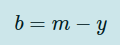 b = m − y